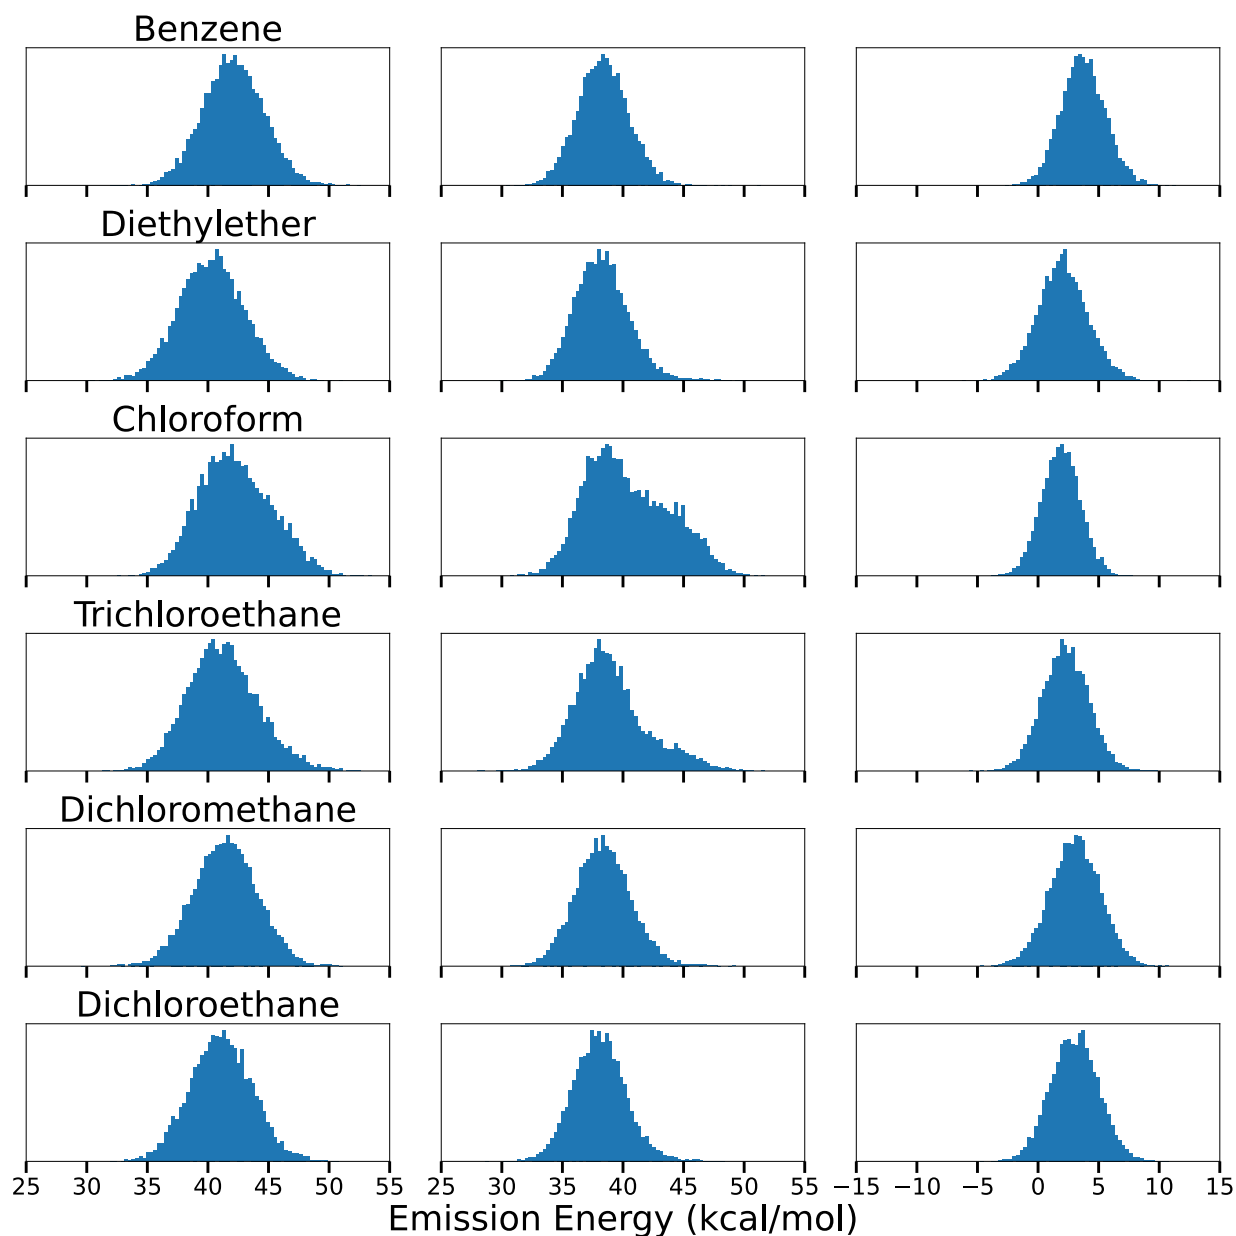 Benzene
Diethylether
Chloroform
Trichloroethane
Dichloromethane
Dichloroethane
25 30 35 40 45 50 55 25 30 35 40 45 50 55 −15 −10 −5 0 5 10 15
Emission Energy (kcal/mol)